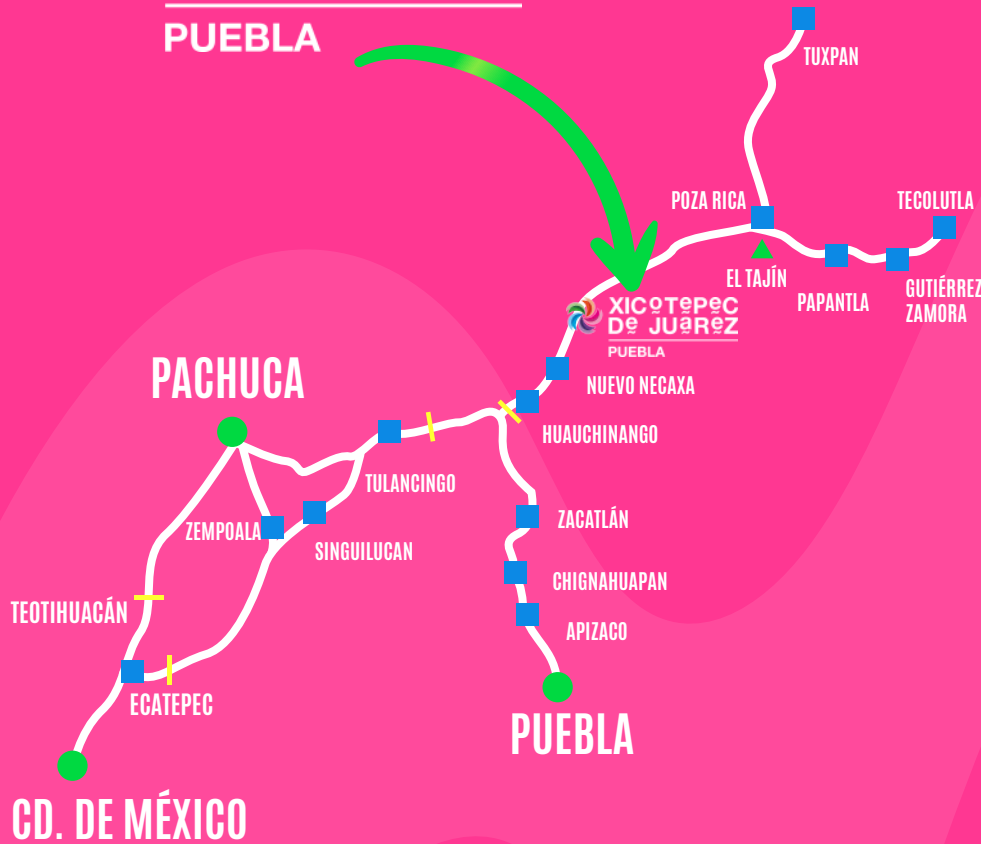 PUEBLA
TUXPAN
POZA RICA
TECOLUTLA
EL TAJÍN
PAPANTLA
GUTIÉRREZ
ZAMORA
XICOTEPEC
DE JUAREZ
PUEBLA
PACHUCA
NUEVO NECAXA
HUAUCHINANGO
TULANCINGO
ZEMPOALA
SINGUILUCAN
ZACATLÁN
CHIGNAHUAPAN
TEOTIHUACÁN
APIZACO
ECATEPEC
PUEBLA
CD. DE MÉXICO